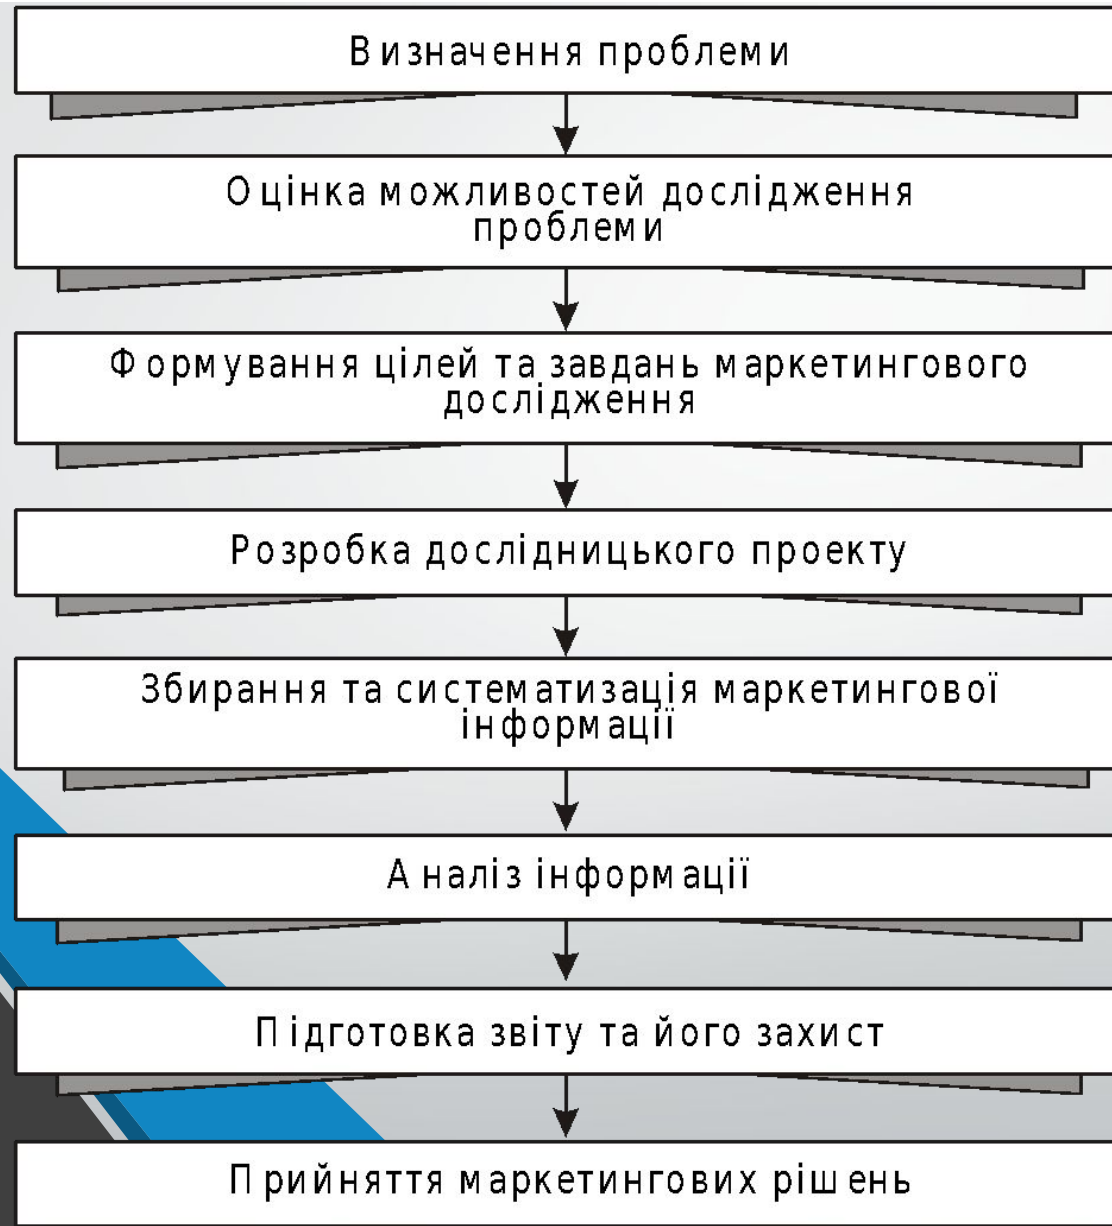 Визначення проблеми
Оцінка можливостей дослідження
проблеми
Формування цілей та завдань маркетингового
дослідження
Розробка дослідницького проекту
Збирання та систематизація маркетингової
інформації
Аналіз інформації
Підготовка звіту та його захист
Прийняття маркетингових рішень